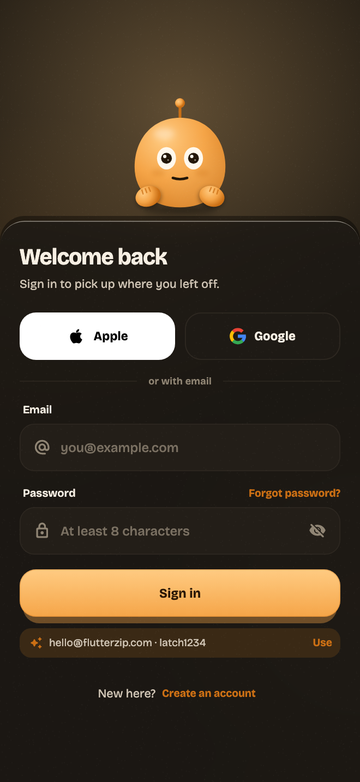 Welcome back
Sign in to pick up where you left off.
Apple
Google
or with email
Email
you@example.com
Password
Forgot password?
At least 8 characters
Sign in
hello@flutterzip.com · latch1234
Use
New here? Create an account